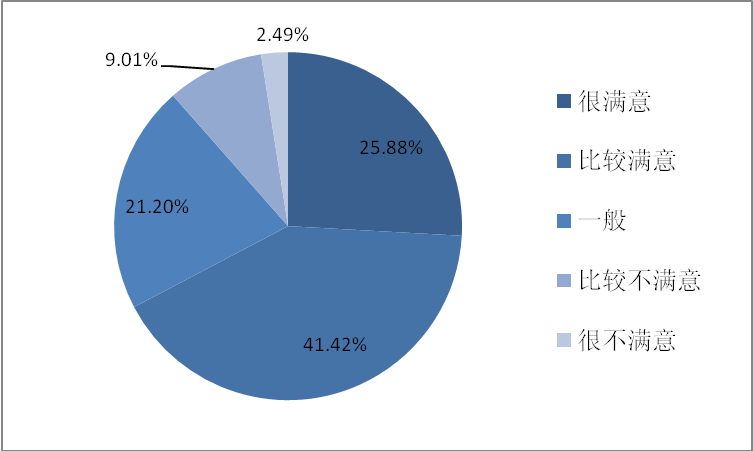 2.49%
9.01%
25.88%
21.20%
41.42%
很满意
比较满意
一般
比较不满意
很不满意